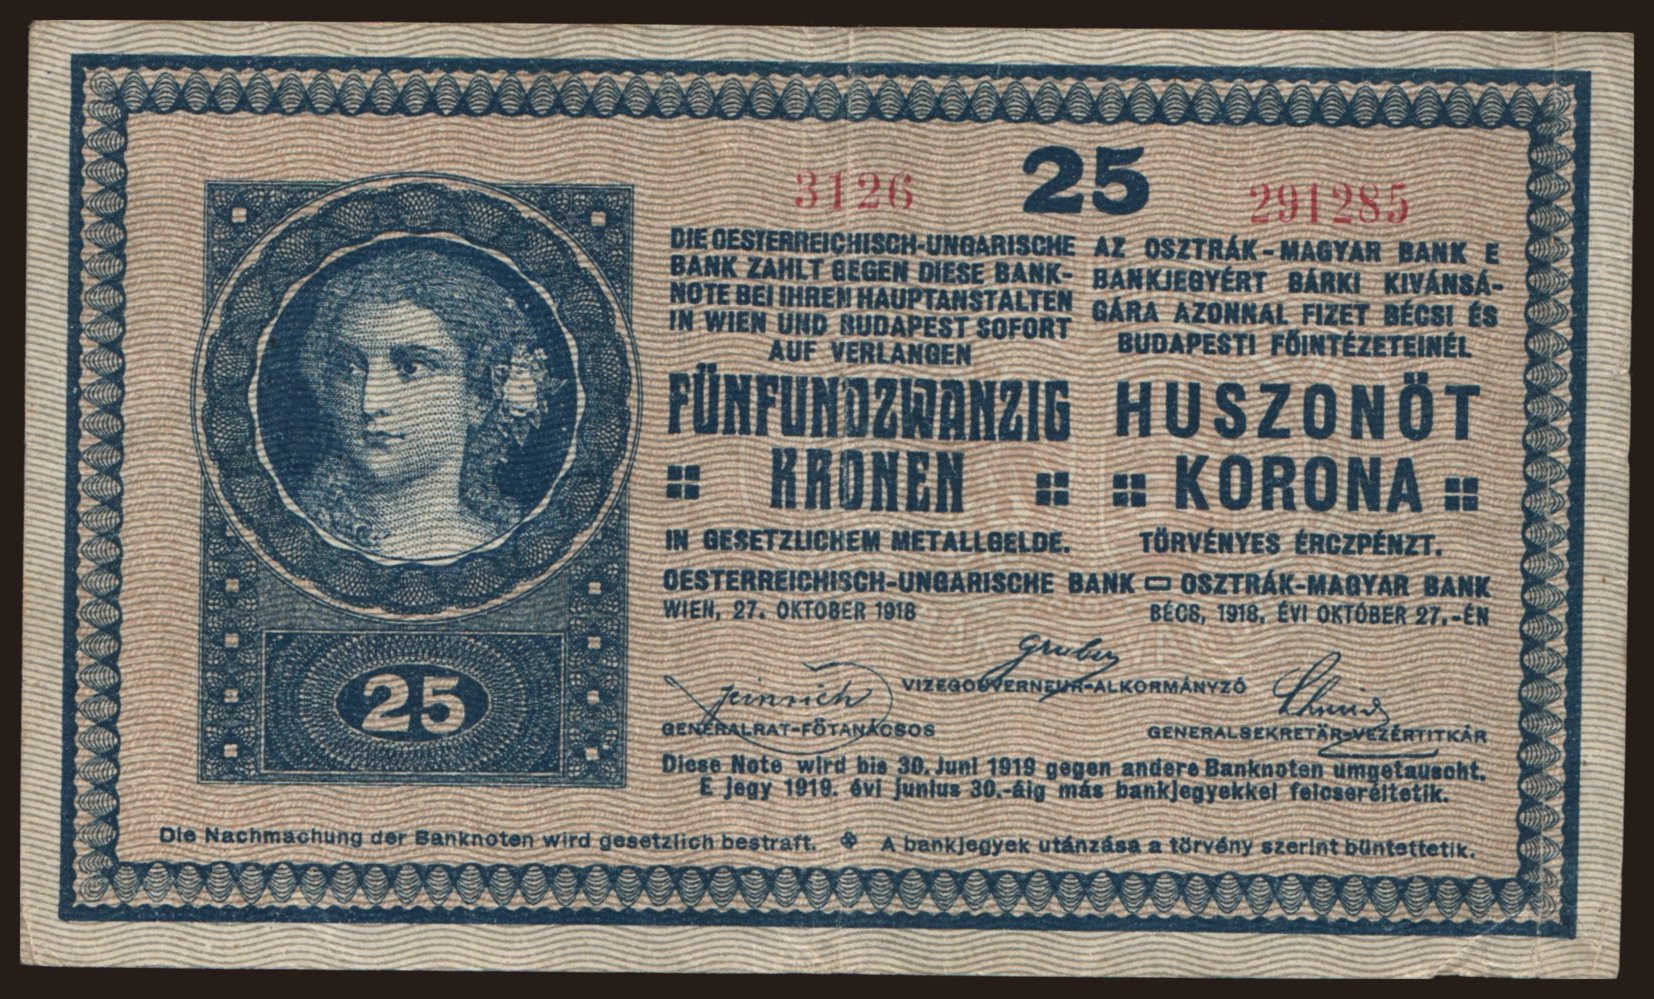 3126
25
291285
DIE OESTERREICHISCH-UNGARISCHE
BANK ZAHLT GEGEN DIESE BANK-
NOTE BEI IHREN HAUPTANSTALTEN
IN WIEN UND BUDAPEST SOFORT
AUF VERLANGEN
FÜNFUNDZWANZIG
KRONEN
IN GESETZLICHEM METALLGELDE.
AZ OSZTRÁK-MAGYAR BANK E
BANKJEGYÉRT BÁRKI KIVÁNSÁ-
GÁRA AZONNAL FIZET BÉCSI ÉS
BUDAPESTI FŐINTÉZETEINÉL
HUSZONÖT
KORONA
TÖRVÉNYES ÉRCZPÉNZT.
OESTERREICHISCH-UNGARISCHE BANK OSZTRÁK-MAGYAR BANK
WIEN, 27. OKTOBER 1918
BÉCS, 1918. ÉVI OKTÓBER 27.-ÉN
Gruber
VIZEGOUVERNEUR-ALKORMÁNYZÓ
GENERALRAT-FŐTANÁCSOS
Schmid
GENERALSEKRETÄR-VEZÉRTITKÁR
Diese Note wird bis 30. Juni 1919 gegen andere Banknoten umgetauscht.
E jegy 1919. évi junius 30.-áig más bankjegyekkel felcseréltetik.
25
Die Nachmachung der Banknoten wird gesetzlich bestraft. A bankjegyek utánzása a törvény szerint büntettetik.